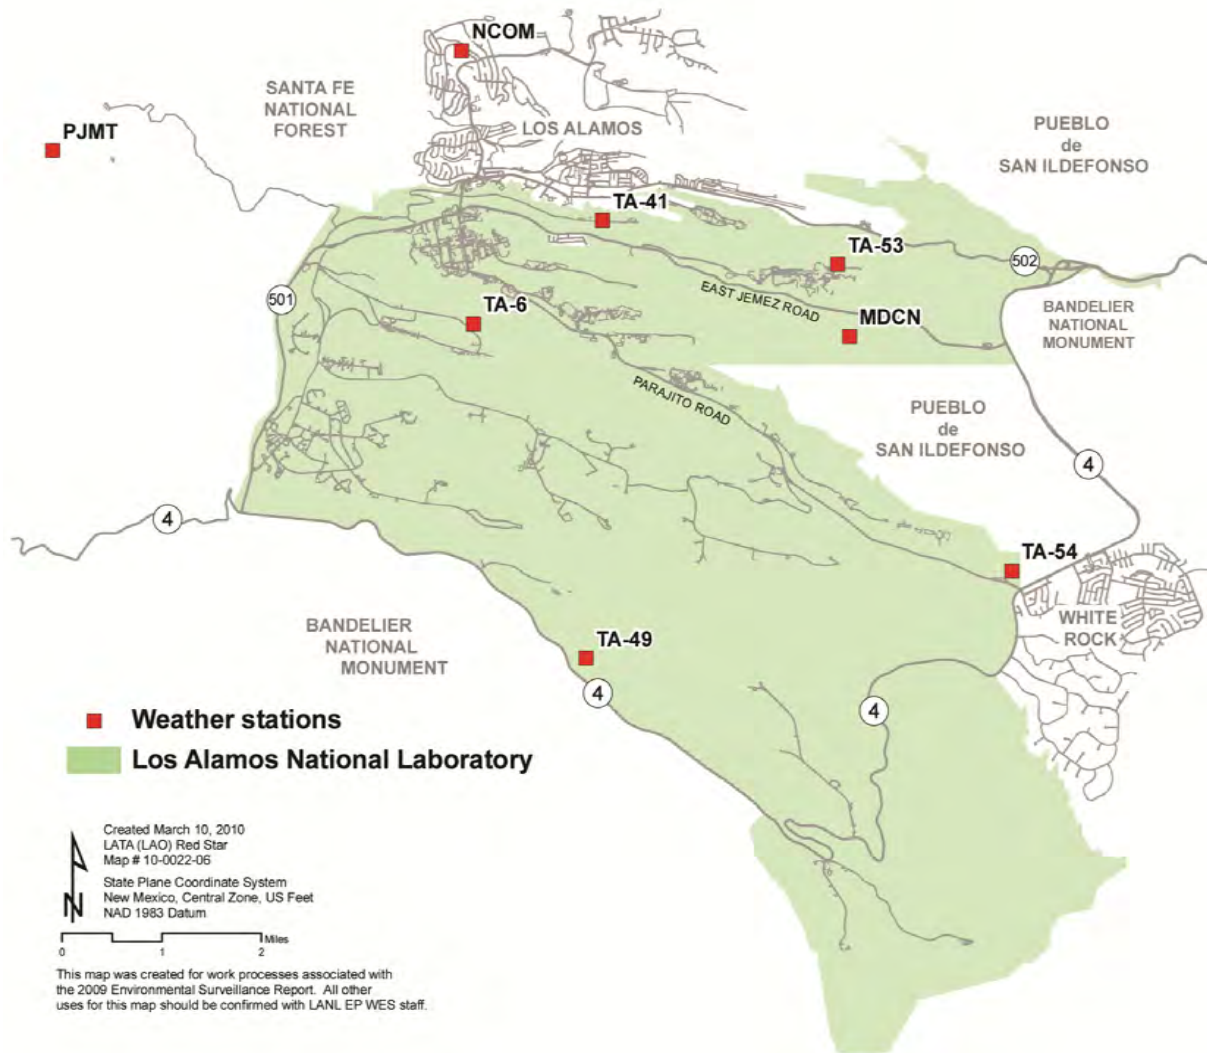 NCOM
SANTA FE
NATIONAL
FOREST
PJMT
LOS ALAMOS
PUEBLO
de
SAN ILDEFONSO
TA-41
TA-53
502
EAST JEMEZ ROAD
501
TA-6
MDCN
BANDELIER
NATIONAL
MONUMENT
PARAJITO ROAD
PUEBLO
de
SAN ILDEFONSO
4
4
TA-54
WHITE
ROCK
BANDELIER
NATIONAL
MONUMENT
TA-49
4
4
Weather stations
Los Alamos National Laboratory
Created March 10, 2010
LATA (LAO) Red Star
Map # 10-0022-06
State Plane Coordinate System
New Mexico, Central Zone, US Feet
NAD 1983 Datum
N
Miles
0 1 2
This map was created for work processes associated with
the 2009 Environmental Surveillance Report. All other
uses for this map should be confirmed with LANL EP WES staff.